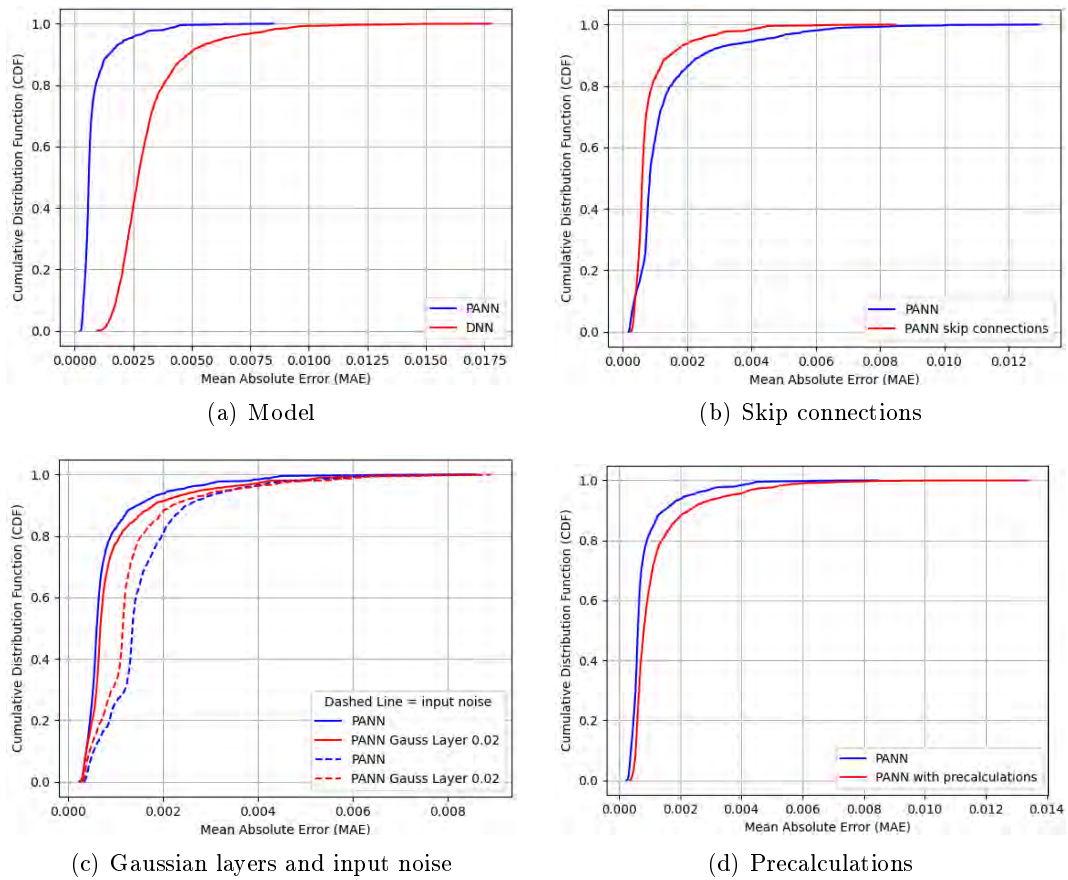 Cumulative Distribution Function (CDF)
1.0
0.8
0.6
0.4
0.2
0.0
PANN
DNN
0.0000 0.0025 0.0050 0.0075 0.0100 0.0125 0.0150 0.0175
Mean Absolute Error (MAE)
(a) Model
Cumulative Distribution Function (CDF)
1.0
0.8
0.6
0.4
0.2
0.0
PANN
PANN skip connections
0.000 0.002 0.004 0.006 0.008 0.010 0.012
Mean Absolute Error (MAE)
(b) Skip connections
Cumulative Distribution Function (CDF)
1.0
0.8
0.6
0.4
0.2
0.0
Dashed Line = input noise
PANN
PANN Gauss Layer 0.02
PANN
PANN Gauss Layer 0.02
0.000 0.002 0.004 0.006 0.008
Mean Absolute Error (MAE)
(c) Gaussian layers and input noise
Cumulative Distribution Function (CDF)
1.0
0.8
0.6
0.4
0.2
0.0
PANN
PANN with precalculations
0.000 0.002 0.004 0.006 0.008 0.010 0.012 0.014
Mean Absolute Error (MAE)
(d) Precalculations